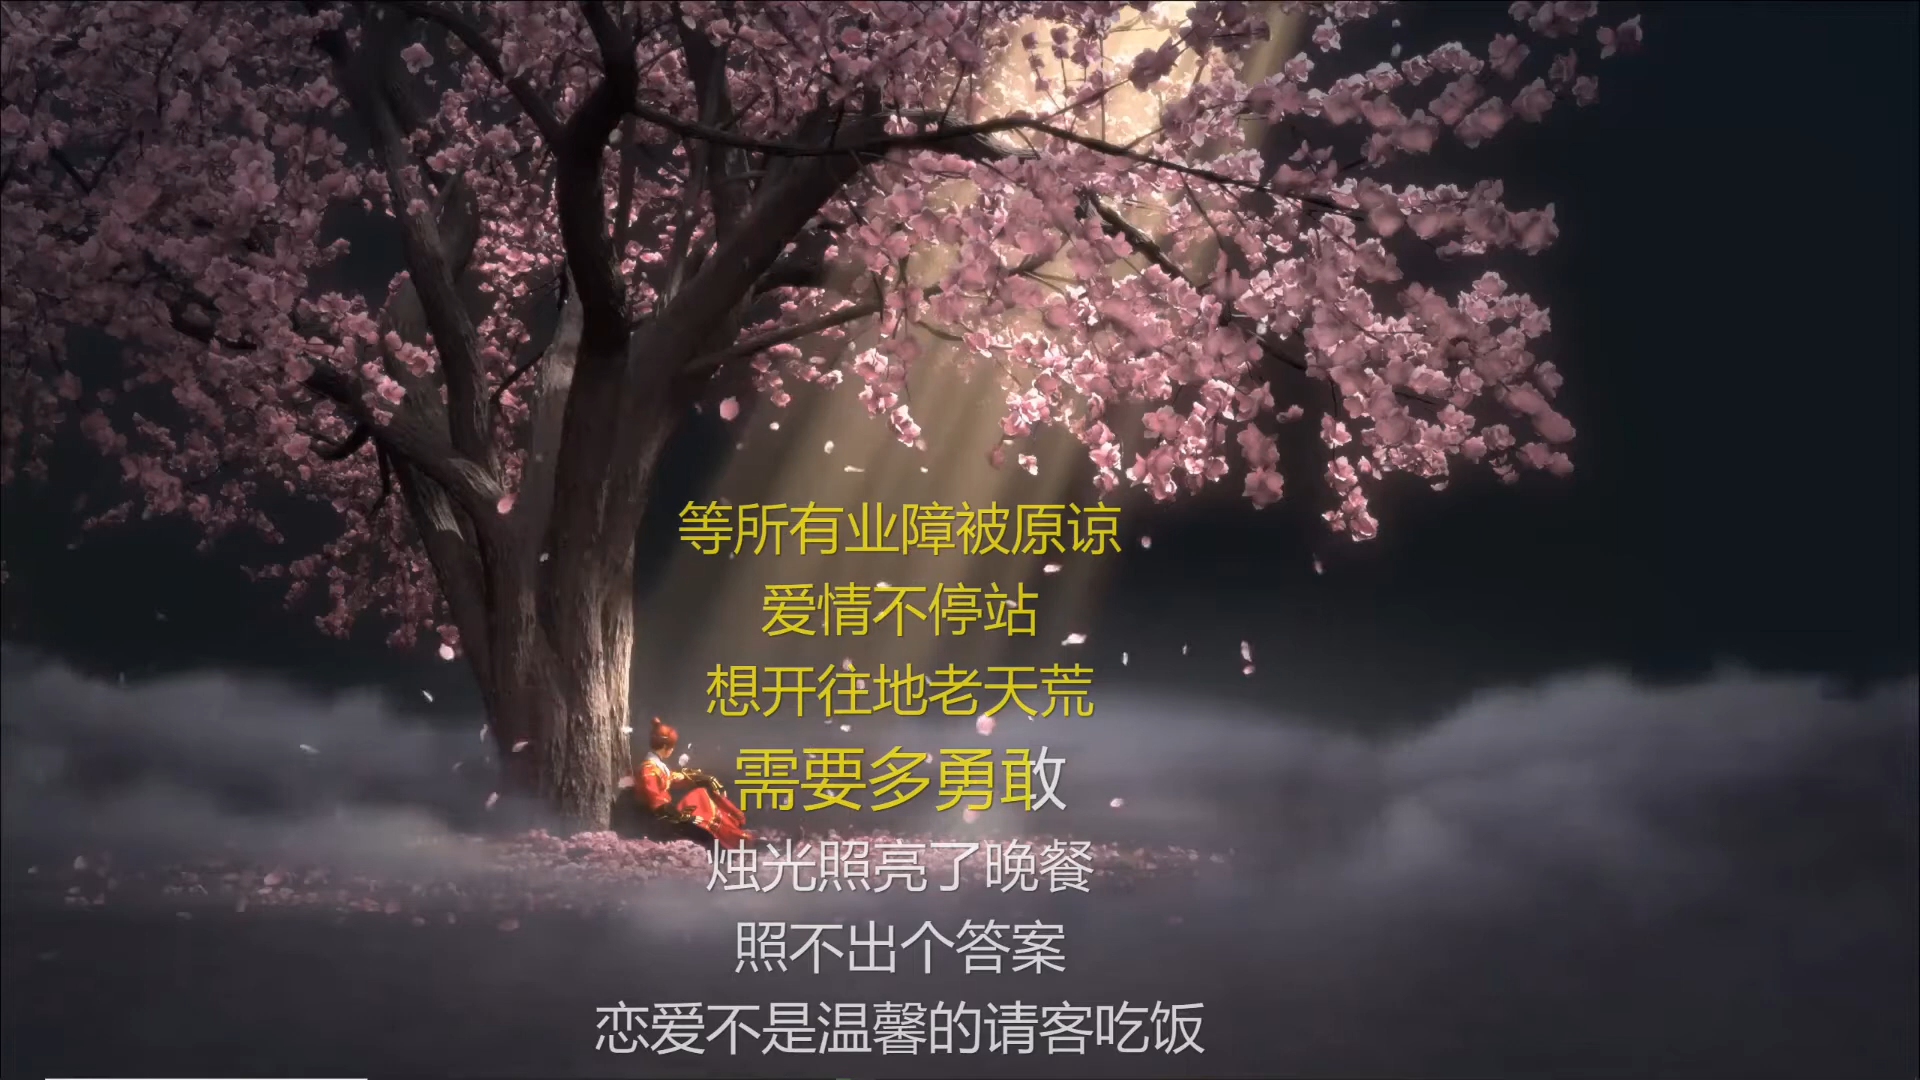 等所有业障被原谅
爱情不停站
想开往地老天荒
需要多勇敢
烛光照亮了晚餐
照不出个答案
恋爱不是温馨的请客吃饭